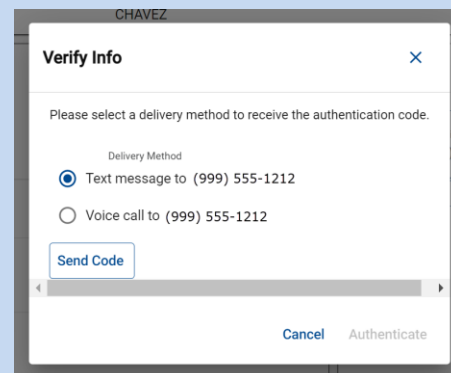 CHAVEZ
Verify Info
Please select a delivery method to receive the authentication code.
Delivery Method
Text message to (999) 555-1212
Voice call to (999) 555-1212
Send Code
Cancel Authenticate